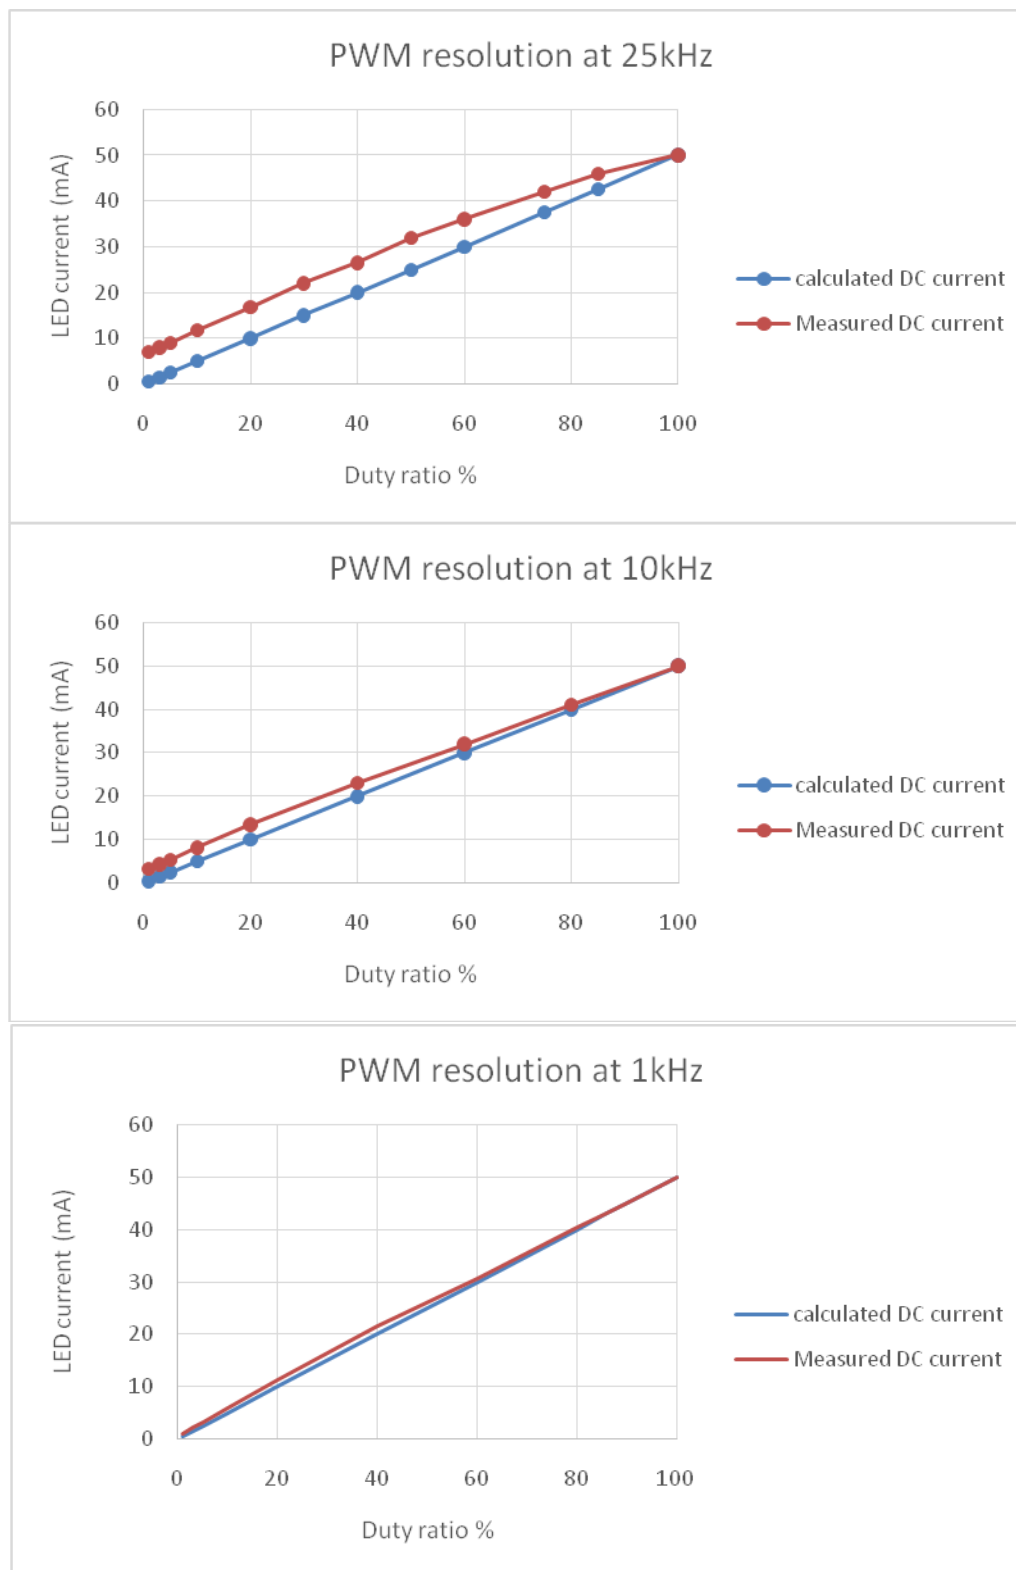 PWM resolution at 25kHz
60
50
40
30
20
10
0
LED current (mA)
0 20 40 60 80 100
Duty ratio %
calculated DC current
Measured DC current
PWM resolution at 10kHz
60
50
40
30
20
10
0
LED current (mA)
0 20 40 60 80 100
Duty ratio %
calculated DC current
Measured DC current
PWM resolution at 1kHz
60
50
40
30
20
10
0
LED current (mA)
0 20 40 60 80 100
Duty ratio %
calculated DC current
Measured DC current